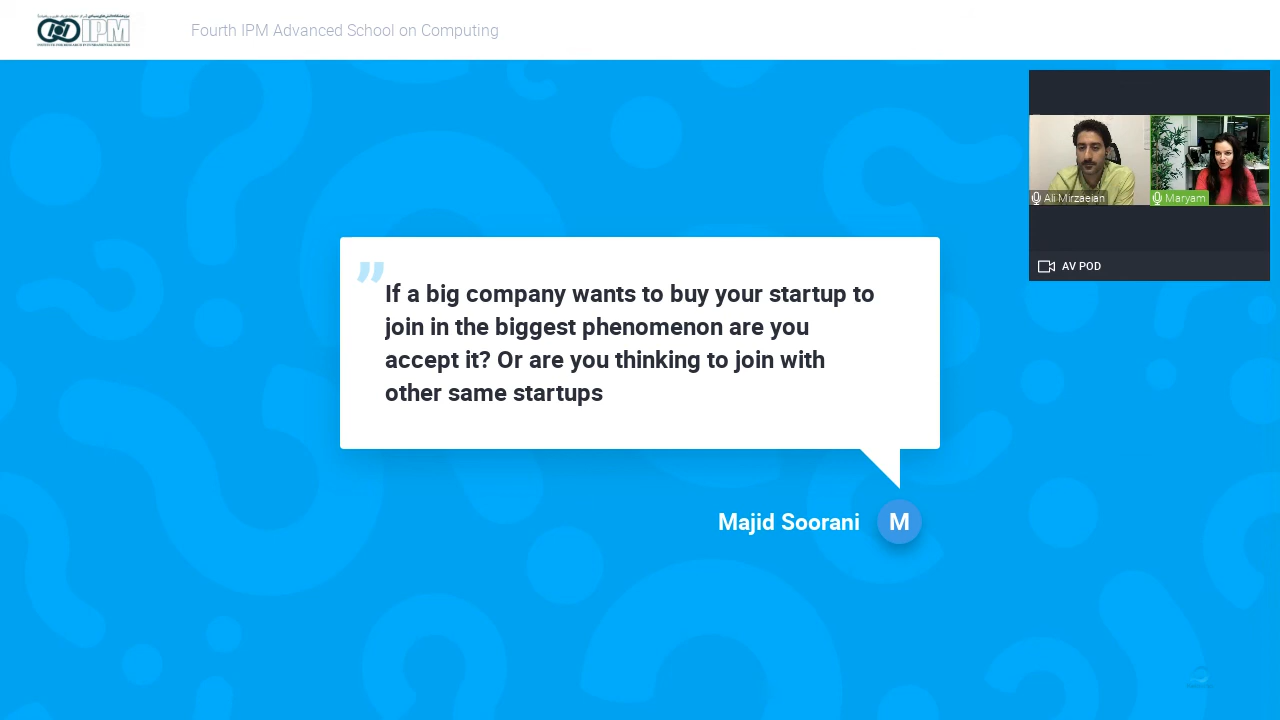 IPM
Fourth IPM Advanced School on Computing
If a big company wants to buy your startup to
join in the biggest phenomenon are you
accept it? Or are you thinking to join with
other same startups
Majid Soorani
M
Ali Mirzaeian
Maryam
AV POD